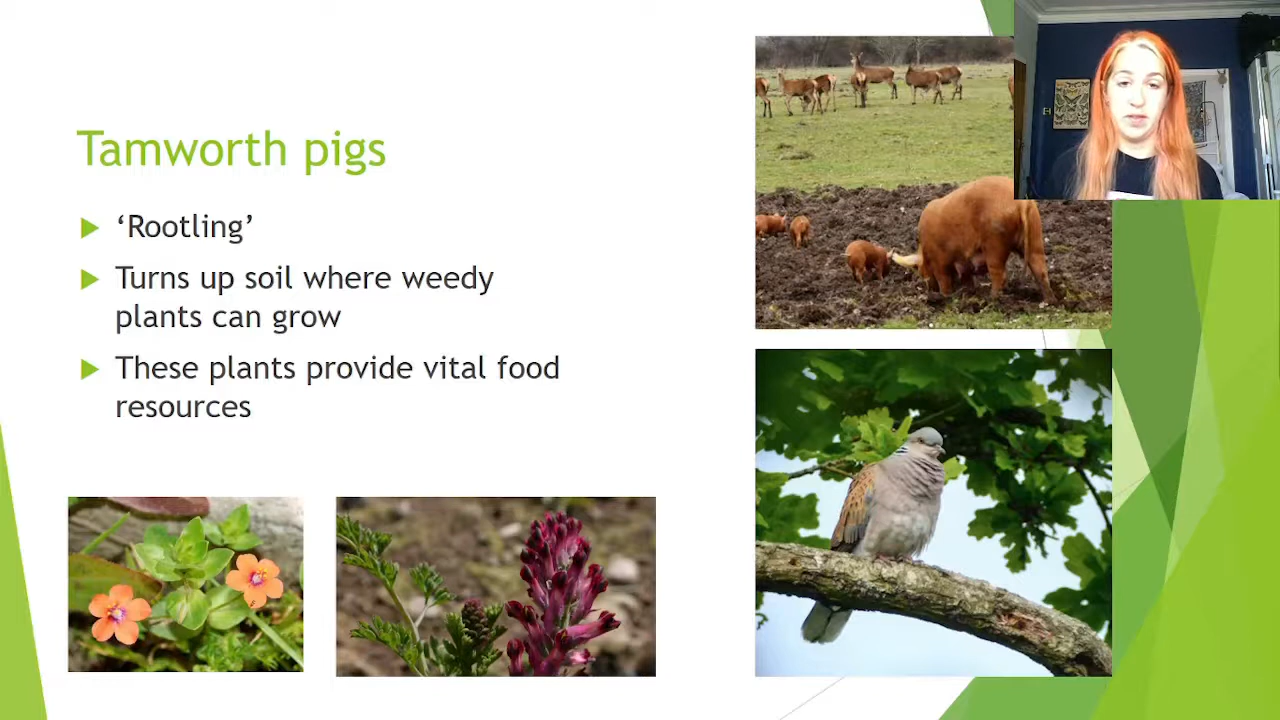 Tamworth pigs
‘Rootling’
Turns up soil where weedy
plants can grow
These plants provide vital food
resources